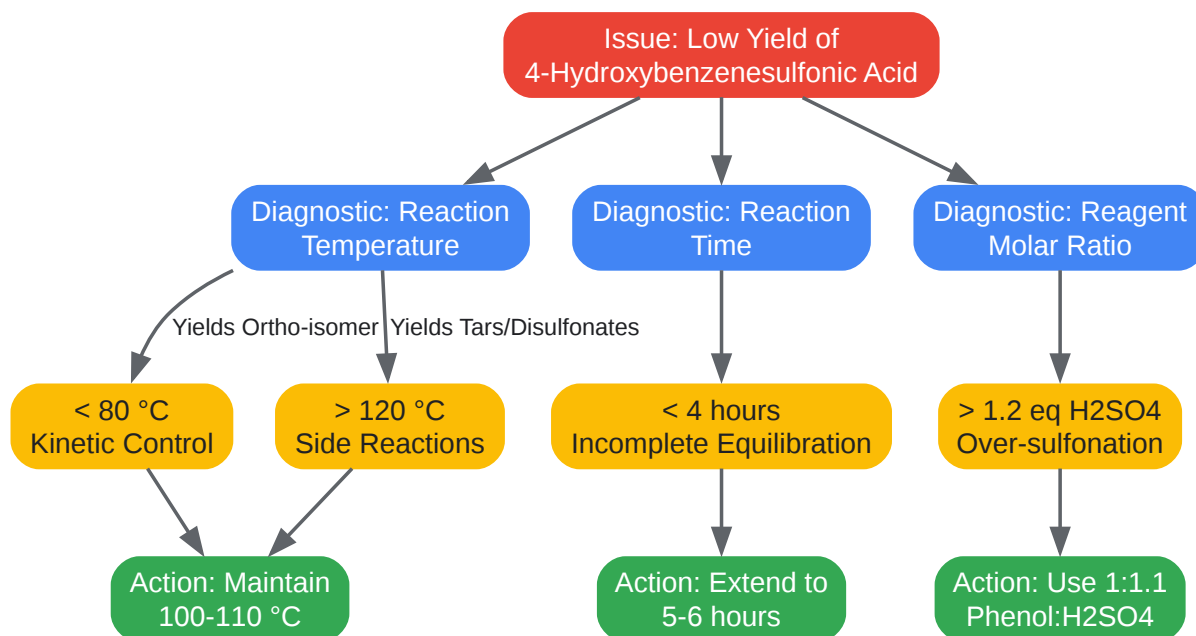 Issue: Low Yield of
4-Hydroxybenzenesulfonic Acid
Diagnostic: Reaction
Temperature
Diagnostic: Reaction
Time
Diagnostic: Reagent
Molar Ratio
Yields Ortho-isomer
Yields Tars/Disulfonates
< 80 °C
Kinetic Control
> 120 °C
Side Reactions
< 4 hours
Incomplete Equilibration
> 1.2 eq H2SO4
Over-sulfonation
Action: Maintain
100-110 °C
Action: Extend to
5-6 hours
Action: Use 1:1.1
Phenol:H2SO4